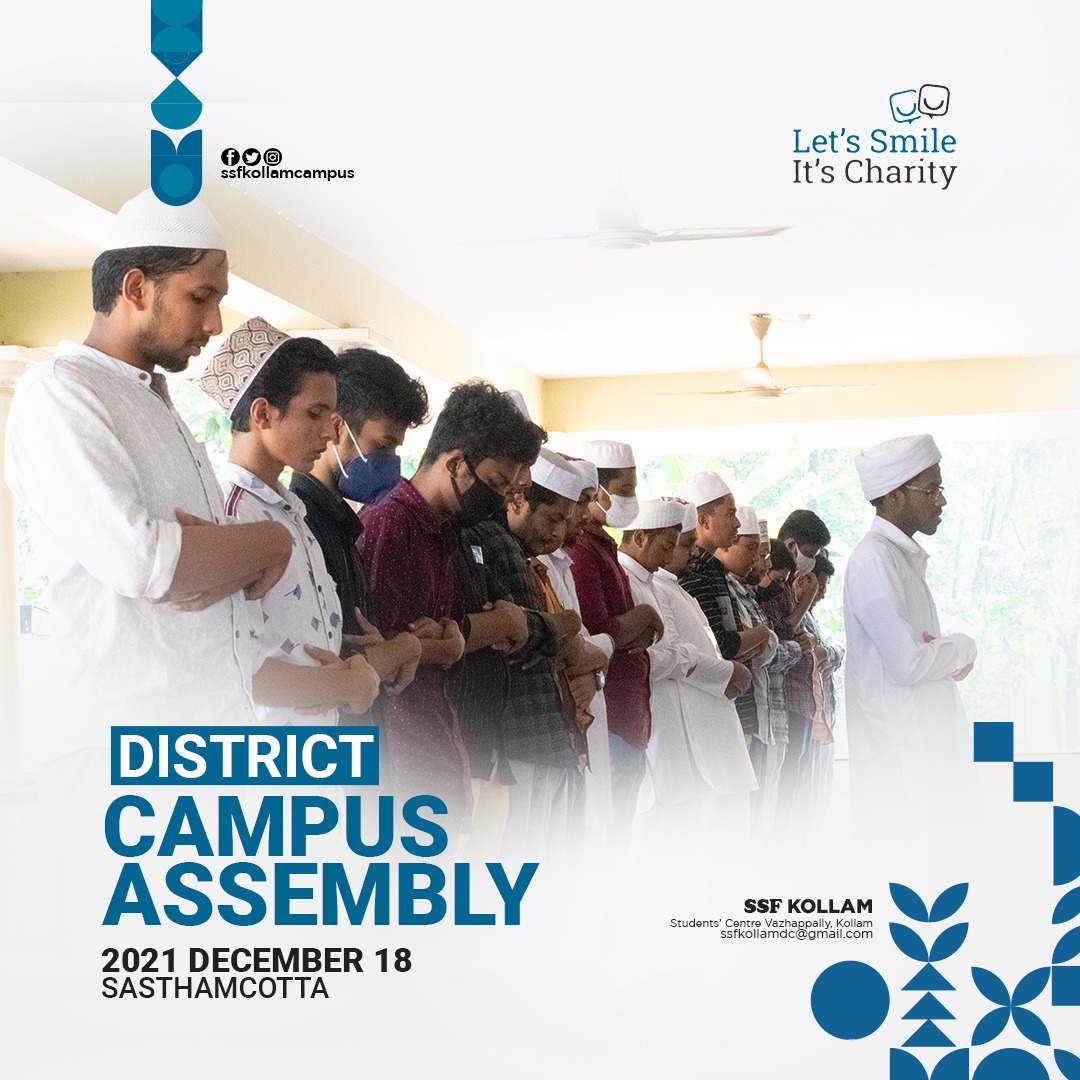 ssfkollamcampus
Let's Smile
It's Charity
DISTRICT
CAMPUS
ASSEMBLY
2021 DECEMBER 18
SASTHAMCOTTA
SSF KOLLAM
Students' Centre Vazhappally, Kollam
ssfkollamdc@gmail.com